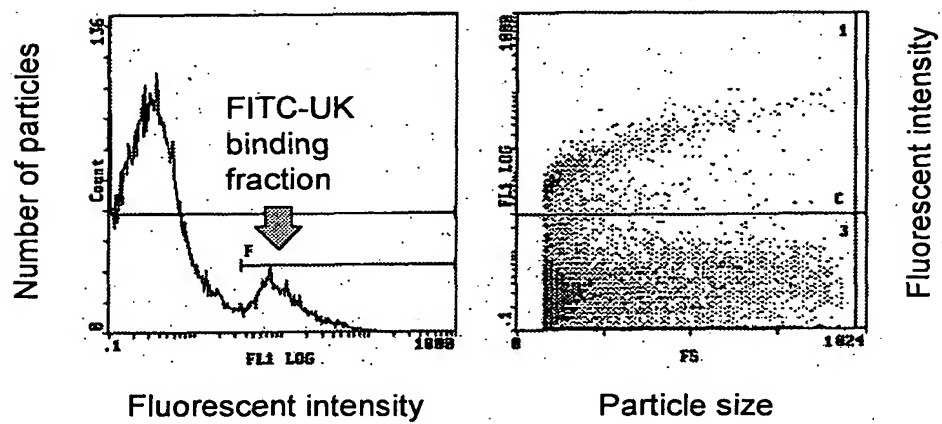 Number of particles
136
Count
0
FITC-UK
binding
fraction
F
.1
1000
FL1 LOG
Fluorescent intensity
1000
FL1 LOG
.1
1
C
3
0
1024
FS
Particle size
Fluorescent intensity